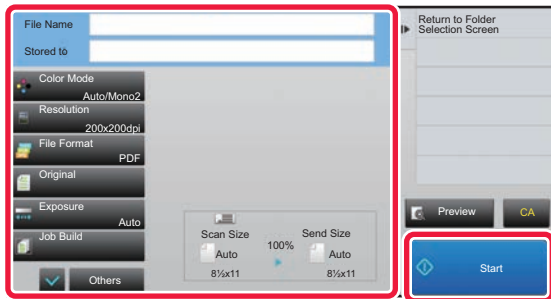 File Name
Stored to
Color Mode
Auto/Mono2
Resolution
200x200dpi
File Format
PDF
Original
Exposure
Auto
Job Build
Others
Scan Size
Auto
8½x11
100%
Send Size
Auto
8½x11
Return to Folder
Selection Screen
Preview
CA
Start